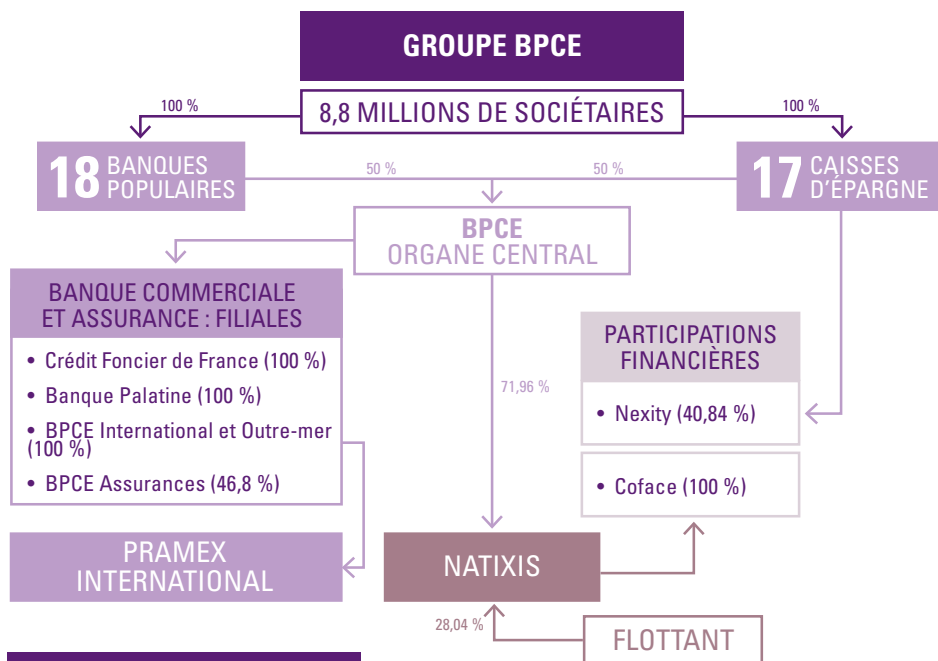 GROUPE BPCE
8,8 MILLIONS DE SOCIÉTAIRES
100 %
100 %
18 BANQUES
POPULAIRES
50 %
50 %
17 CAISSES
D'ÉPARGNE
BPCE
ORGANE CENTRAL
BANQUE COMMERCIALE
ET ASSURANCE : FILIALES
• Crédit Foncier de France (100 %)
• Banque Palatine (100 %)
• BPCE International et Outre-mer
(100 %)
• BPCE Assurances (46,8 %)
71,96 %
PARTICIPATIONS
FINANCIÈRES
• Nexity (40,84 %)
• Coface (100 %)
PRAMEX
INTERNATIONAL
NATIXIS
28,04 %
FLOTTANT